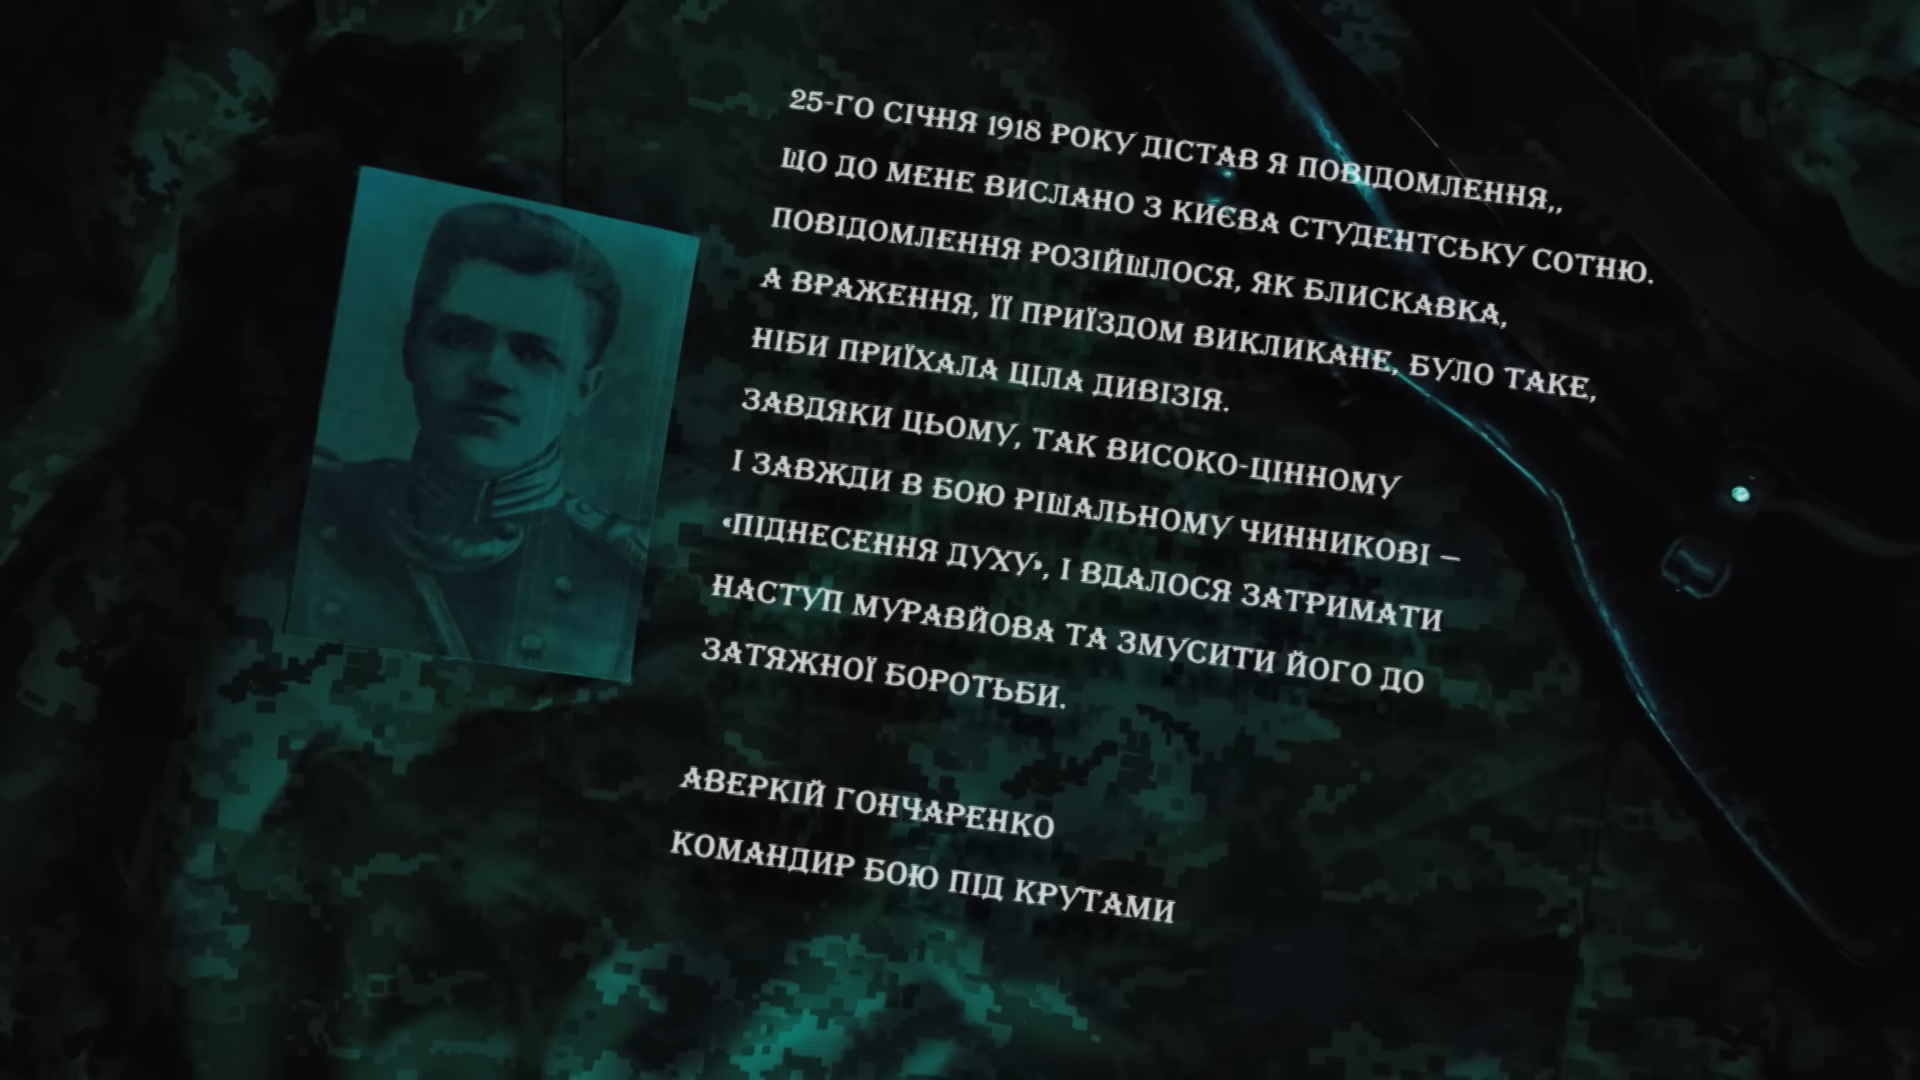 25-ГО СІЧНЯ 1918 РОКУ ДІСТАВ Я ПОВІДОМЛЕННЯ,,
ЩО ДО МЕНЕ ВИСЛАНО З КИЄВА СТУДЕНТСЬКУ СОТНЮ.
ПОВІДОМЛЕННЯ РОЗІЙШЛОСЯ, ЯК БЛИСКАВКА,
А ВРАЖЕННЯ, ЇЇ ПРИЇЗДОМ ВИКЛИКАНЕ, БУЛО ТАКЕ,
НІБИ ПРИЇХАЛА ЦІЛА ДИВІЗІЯ.
ЗАВДЯКИ ЦЬОМУ, ТАК ВИСОКО-ЦІННОМУ
І ЗАВЖДИ В БОЮ РІШАЛЬНОМУ ЧИННИКОВІ –
«ПІДНЕСЕННЯ ДУХУ», І ВДАЛОСЯ ЗАТРИМАТИ
НАСТУП МУРАВЙОВА ТА ЗМУСИТИ ЙОГО ДО
ЗАТЯЖНОЇ БОРОТЬБИ.
АВЕРКІЙ ГОНЧАРЕНКО
КОМАНДИР БОЮ ПІД КРУТАМИ